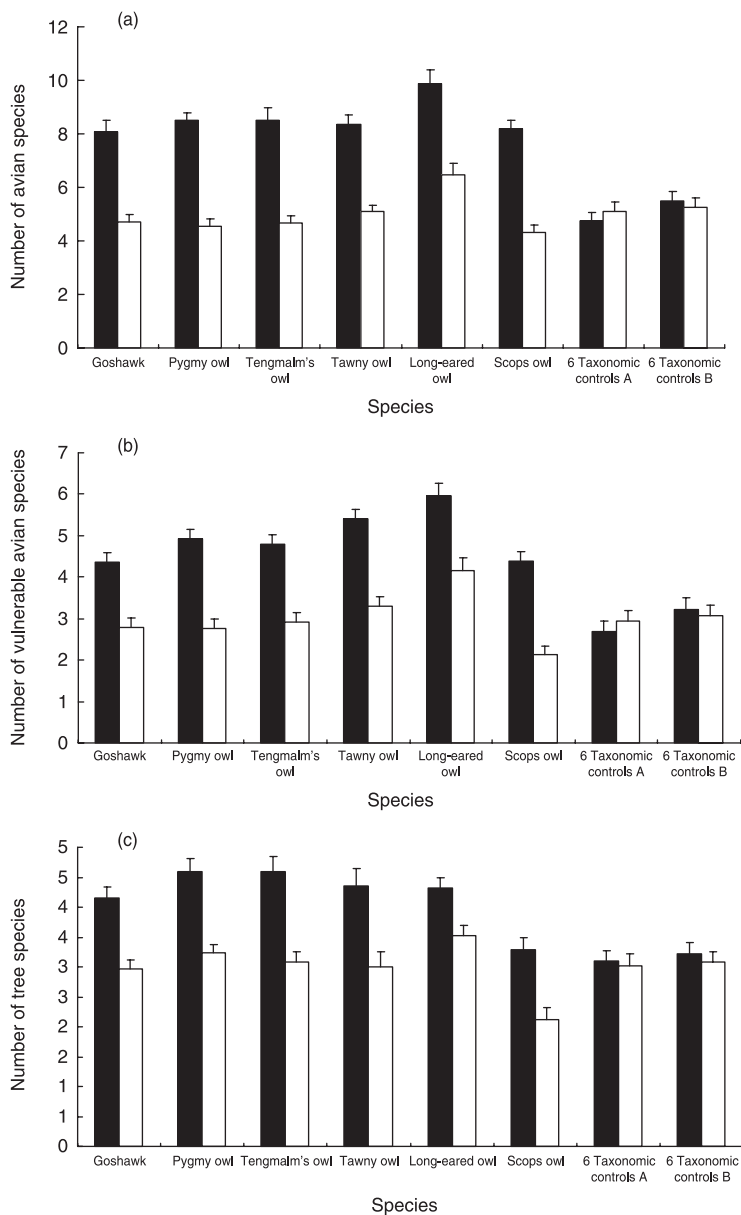 (a)
Number of avian species
12
10
8
6
4
2
0
Goshawk Pygmy owl Tengmalm's owl Tawny owl Long-eared owl Scops owl 6 Taxonomic controls A 6 Taxonomic controls B
Species
(b)
Number of vulnerable avian species
7
6
5
4
3
2
1
0
Goshawk Pygmy owl Tengmalm's owl Tawny owl Long-eared owl Scops owl 6 Taxonomic controls A 6 Taxonomic controls B
Species
(c)
Number of tree species
5
5
4
4
3
3
2
2
1
1
0
Goshawk Pygmy owl Tengmalm's owl Tawny owl Long-eared owl Scops owl 6 Taxonomic controls A 6 Taxonomic controls B
Species